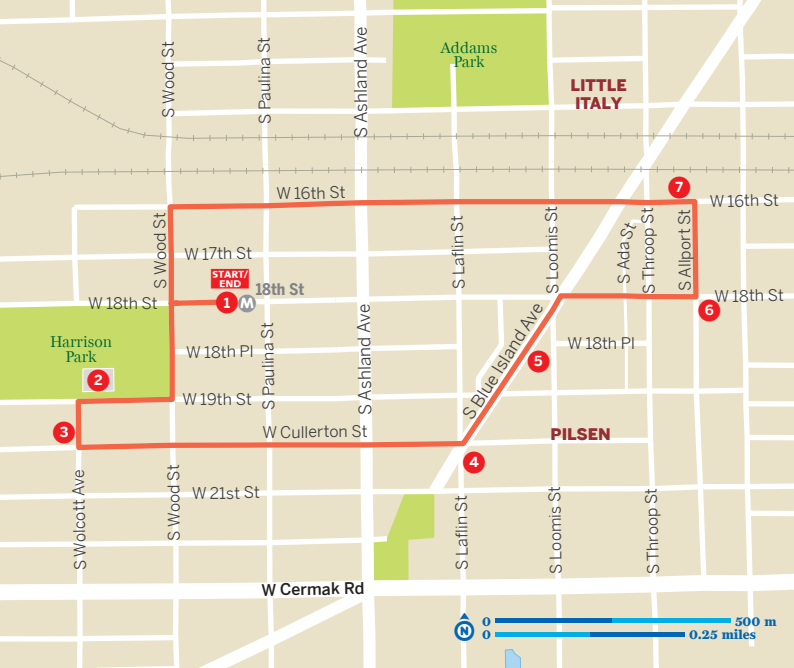 Addams
Park
LITTLE
ITALY
S Wood St
S Paulina St
S Ashland Ave
W 16th St
7
W 16th St
S Wood St
W 17th St
S Laflin St
S Loomis St
S Ada St
S Throop St
S Allport St
START/
END
18th St
1
M
W 18th St
W 18th St
6
Harrison
Park
2
W 18th Pl
S Paulina St
S Ashland Ave
S Blue Island Ave
5
W 18th Pl
W 19th St
3
W Cullerton St
PILSEN
4
S Wolcott Ave
S Wood St
W 21st St
S Laflin St
S Loomis St
S Throop St
W Cermak Rd
N
0 500 m
0 0.25 miles